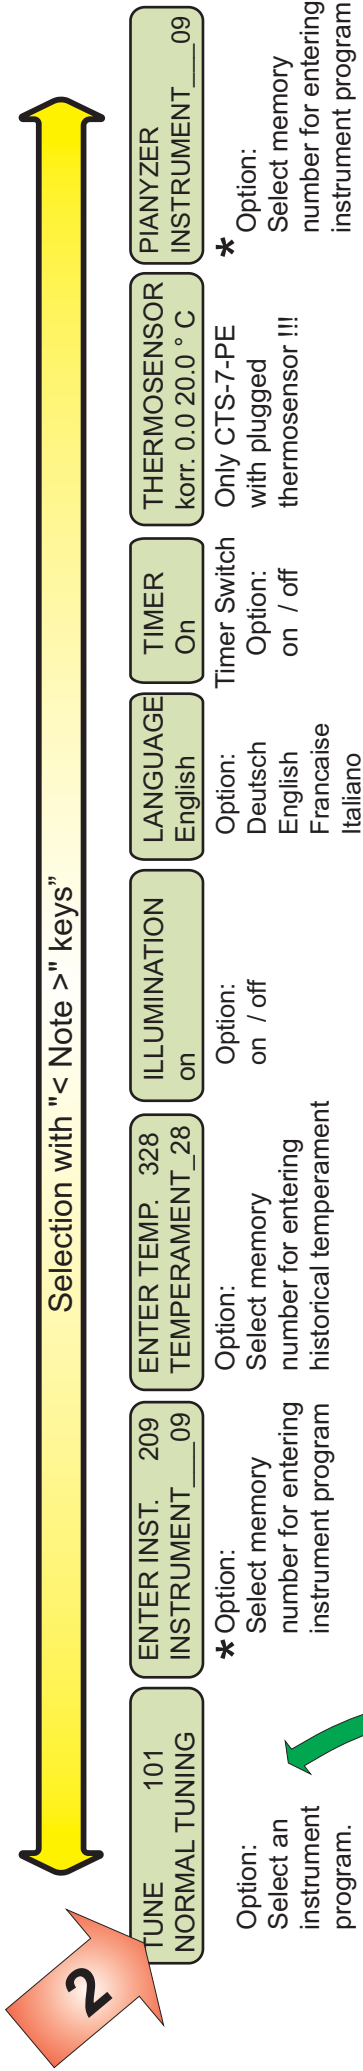 2
Selection with "< Note >" keys”
TUNE 101
NORMAL TUNING
Option:
Select an
instrument
program.
ENTER INST. 209
INSTRUMENT___09
* Option:
Select memory
number for entering
instrument program
ENTER TEMP. 328
TEMPERAMENT_28
Option:
Select memory
number for entering
historical temperament
ILLUMINATION
on
Option:
on / off
LANGUAGE
English
Option:
Deutsch
English
Francaise
Italiano
TIMER
On
Timer Switch
Option:
on / off
THERMOSENSOR
korr. 0.0 20.0 ° C
Only CTS-7-PE
with plugged
thermosensor !!!
PIANYZER
INSTRUMENT___09
* Option:
Select memory
number for entering
instrument program